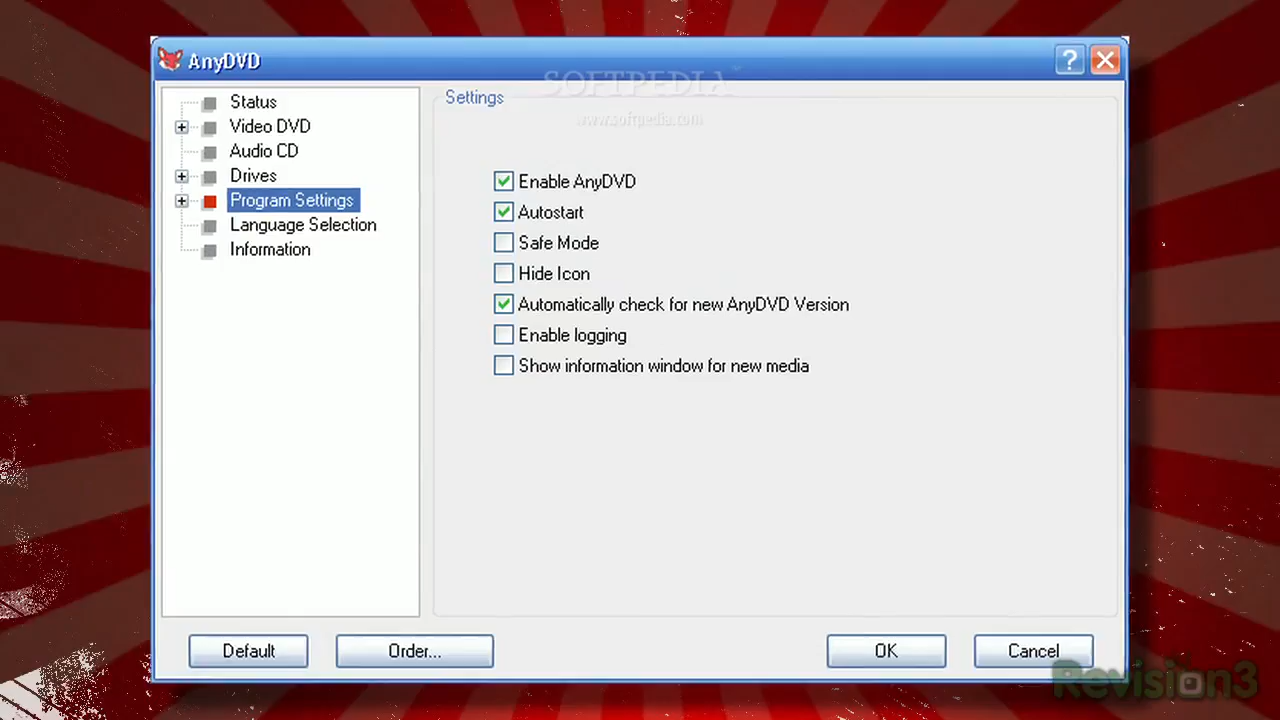 AnyDVD
SOFTPEDIA
www.softpedia.com
Status
Video DVD
Audio CD
Drives
Program Settings
Language Selection
Information
Settings
Enable AnyDVD
Autostart
Safe Mode
Hide Icon
Automatically check for new AnyDVD Version
Enable logging
Show information window for new media
Default
Order...
OK
Cancel
Revision3